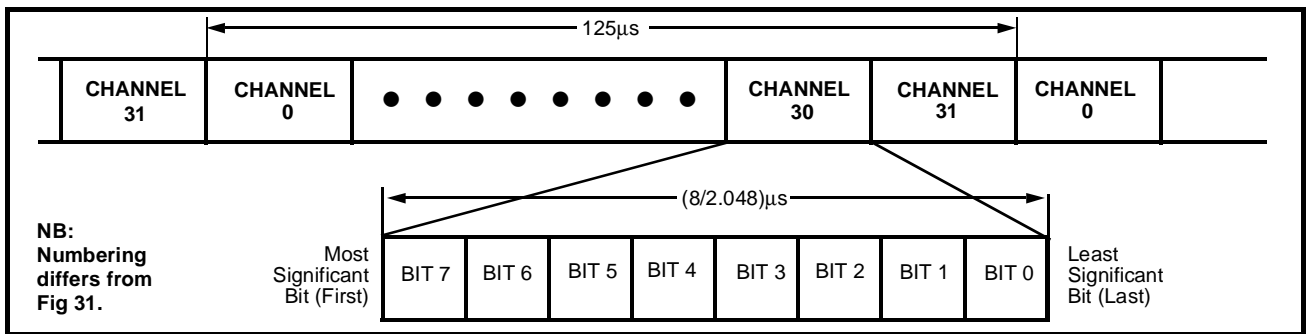 125µs
CHANNEL 31
CHANNEL 0
CHANNEL 30
CHANNEL 31
CHANNEL 0
(8/2.048)µs
NB:
Numbering
differs from
Fig 31.
Most
Significant
Bit (First)
BIT 7
BIT 6
BIT 5
BIT 4
BIT 3
BIT 2
BIT 1
BIT 0
Least
Significant
Bit (Last)